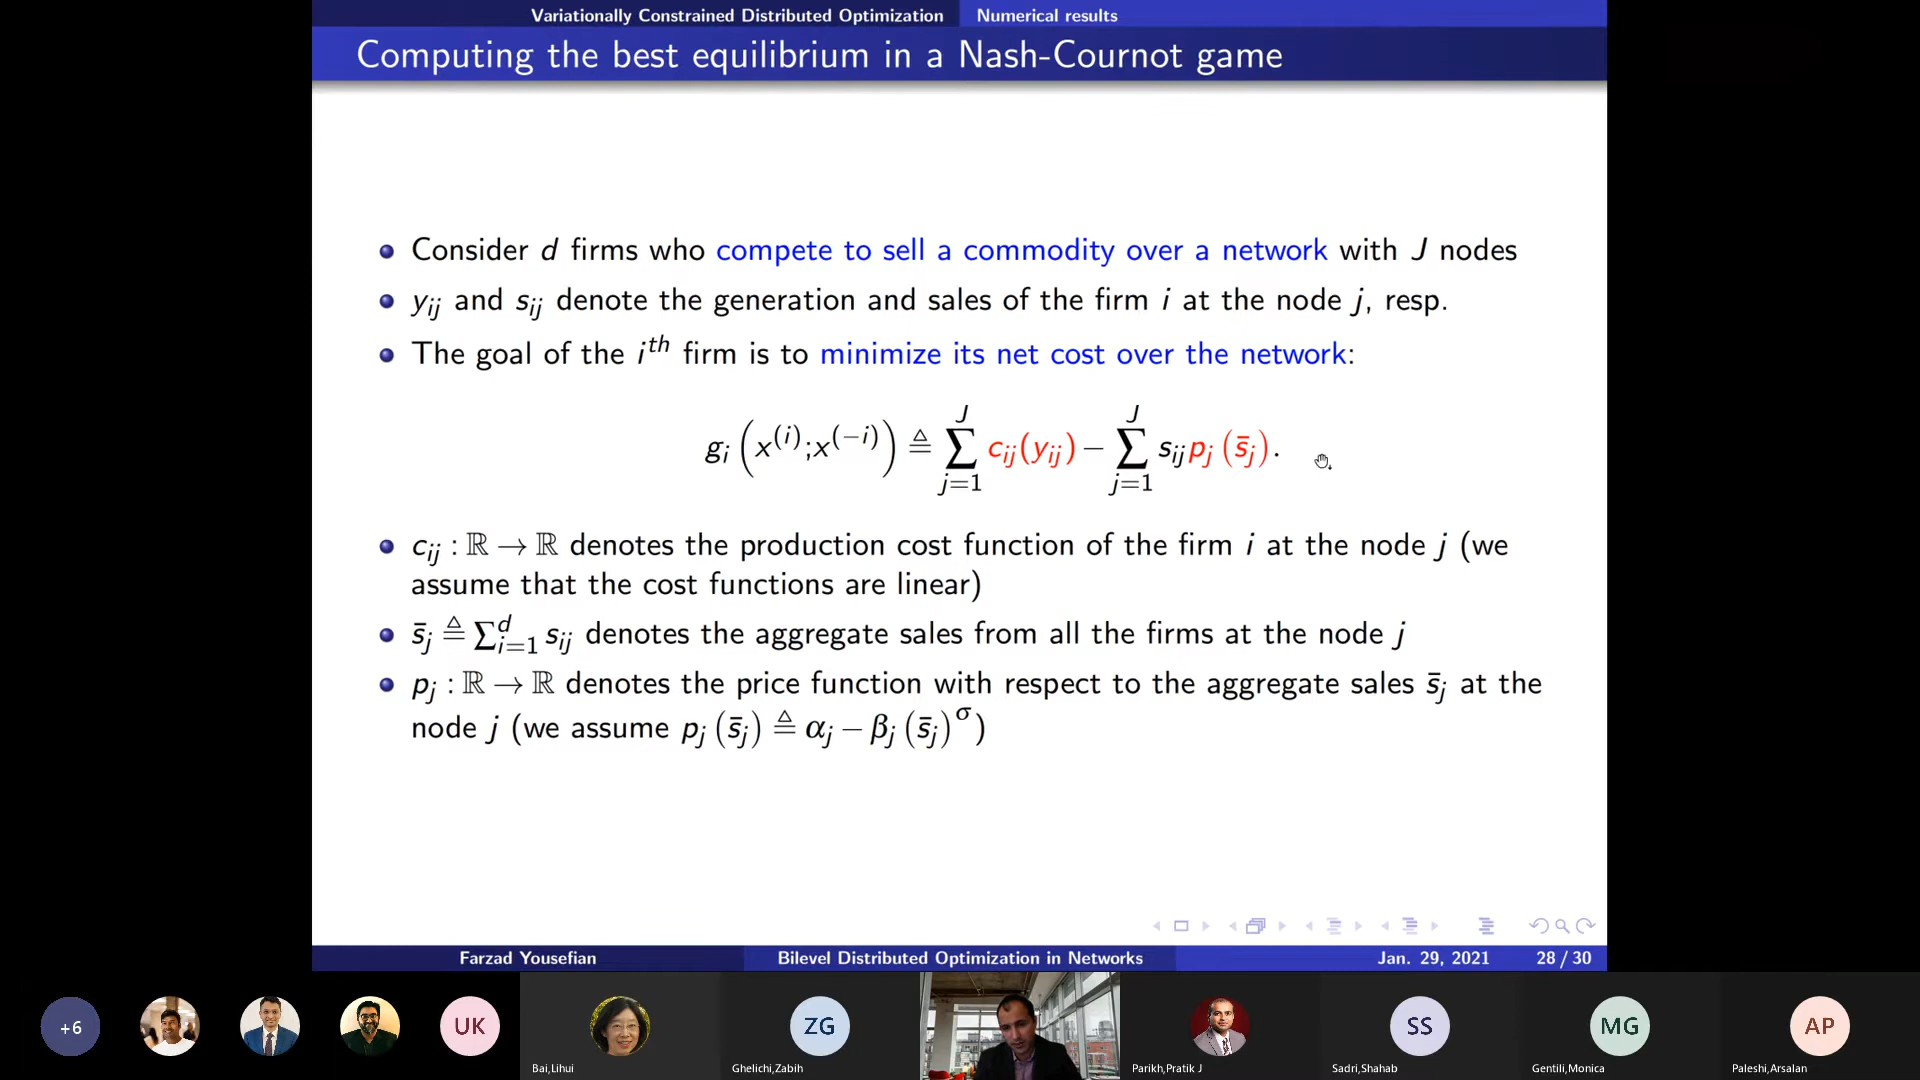 Variationally Constrained Distributed Optimization Numerical results
Computing the best equilibrium in a Nash-Cournot game
Consider d firms who compete to sell a commodity over a network with J nodes
y_ij and s_ij denote the generation and sales of the firm i at the node j, resp.
The goal of the i^th firm is to minimize its net cost over the network:
g_i (x^(i); x^(−i)) ≜ ∑_{j=1}^{J} c_ij(y_ij) − ∑_{j=1}^{J} s_ij p_j (s̄_j).
c_ij : ℝ → ℝ denotes the production cost function of the firm i at the node j (we
assume that the cost functions are linear)
s̄_j ≜ ∑_{i=1}^{d} s_ij denotes the aggregate sales from all the firms at the node j
p_j : ℝ → ℝ denotes the price function with respect to the aggregate sales s̄_j at the
node j (we assume p_j (s̄_j) ≜ α_j − β_j (s̄_j)^σ)
Farzad Yousefian Bilevel Distributed Optimization in Networks Jan. 29, 2021 28 / 30
+6 UK ZG SS MG AP
Bai,Lihui Ghelichi,Zabih Parikh,Pratik J Sadri,Shahab Gentili,Monica Paleshi,Arsalan